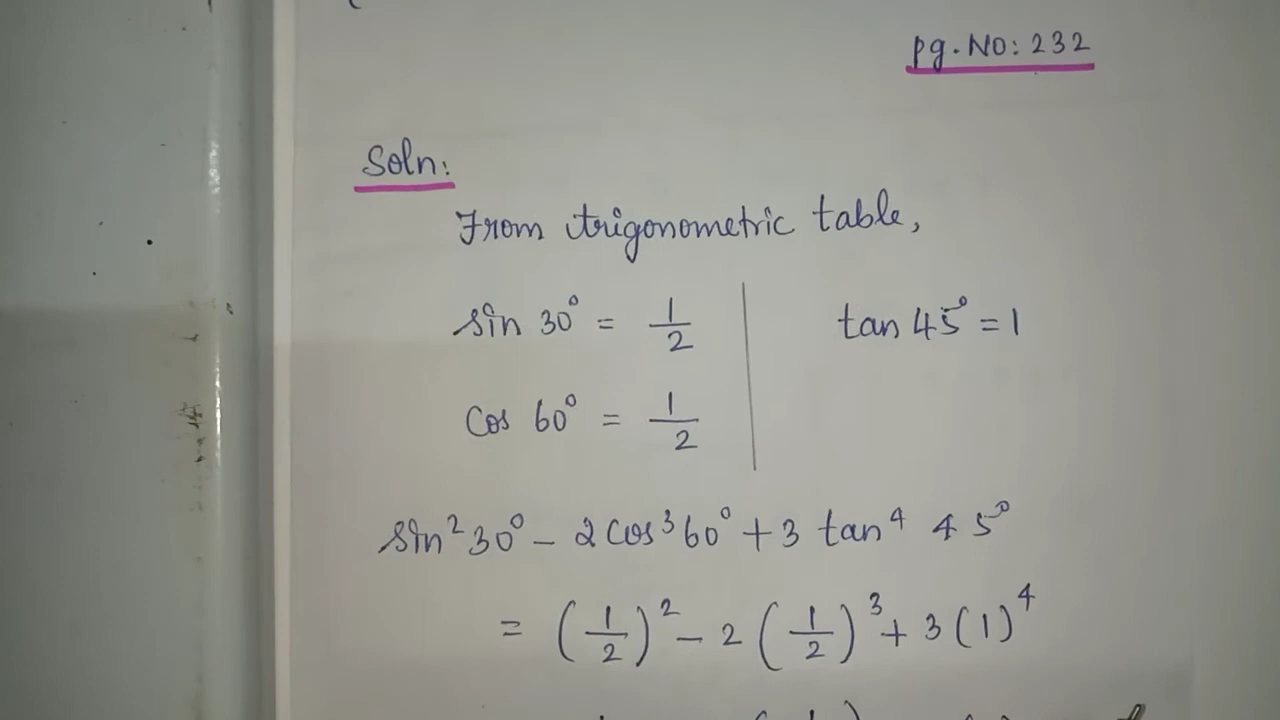 pg. NO: 232
Soln:
From trigonometric table,
sin 30° = 1/2 | tan 45° = 1
cos 60° = 1/2
sin² 30° - 2 cos³ 60° + 3 tan⁴ 45°
= (1/2)² - 2 (1/2)³ + 3 (1)⁴